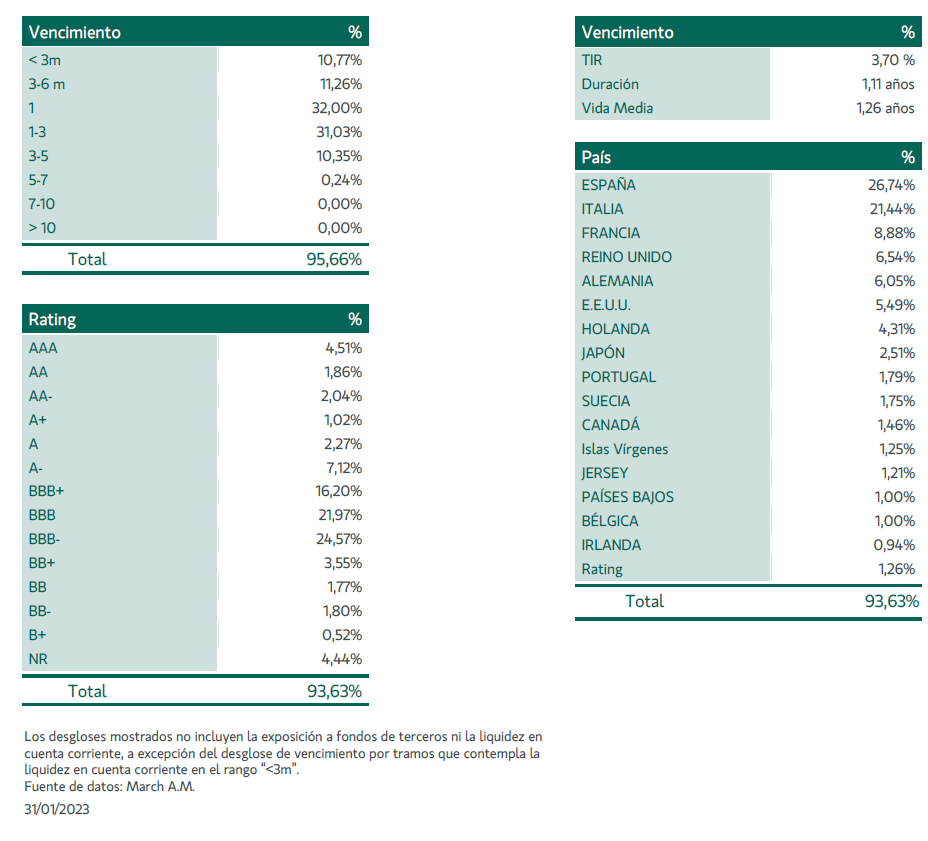 Vencimiento %
< 3m 10,77%
3-6 m 11,26%
1 32,00%
1-3 31,03%
3-5 10,35%
5-7 0,24%
7-10 0,00%
> 10 0,00%
Total 95,66%
Rating %
AAA 4,51%
AA 1,86%
AA- 2,04%
A+ 1,02%
A 2,27%
A- 7,12%
BBB+ 16,20%
BBB 21,97%
BBB- 24,57%
BB+ 3,55%
BB 1,77%
BB- 1,80%
B+ 0,52%
NR 4,44%
Total 93,63%
Vencimiento %
TIR 3,70 %
Duración 1,11 años
Vida Media 1,26 años
País %
ESPAÑA 26,74%
ITALIA 21,44%
FRANCIA 8,88%
REINO UNIDO 6,54%
ALEMANIA 6,05%
E.E.U.U. 5,49%
HOLANDA 4,31%
JAPÓN 2,51%
PORTUGAL 1,79%
SUECIA 1,75%
CANADÁ 1,46%
Islas Vírgenes 1,25%
JERSEY 1,21%
PAÍSES BAJOS 1,00%
BÉLGICA 1,00%
IRLANDA 0,94%
Rating 1,26%
Total 93,63%
Los desgloses mostrados no incluyen la exposición a fondos de terceros ni la liquidez en
cuenta corriente, a excepción del desglose de vencimiento por tramos que contempla la
liquidez en cuenta corriente en el rango "<3m".
Fuente de datos: March A.M.
31/01/2023